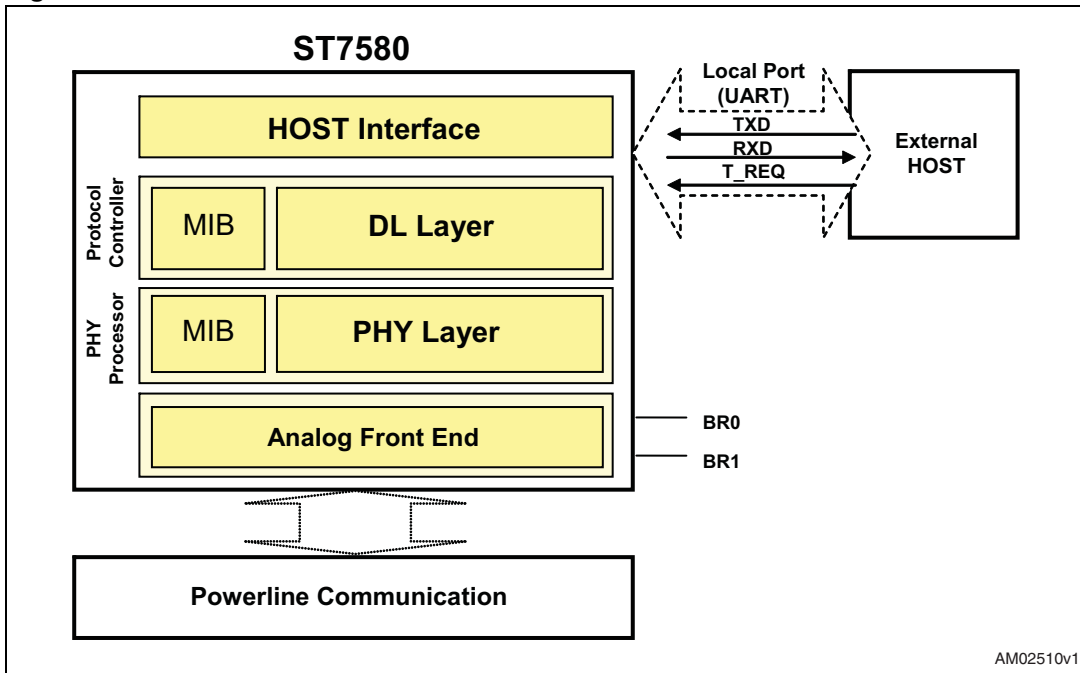 ST7580
HOST Interface
Protocol
Controller
MIB
DL Layer
PHY
Processor
MIB
PHY Layer
Analog Front End
BR0
BR1
Local Port
(UART)
TXD
RXD
T_REQ
External
HOST
Powerline Communication
AM02510v1